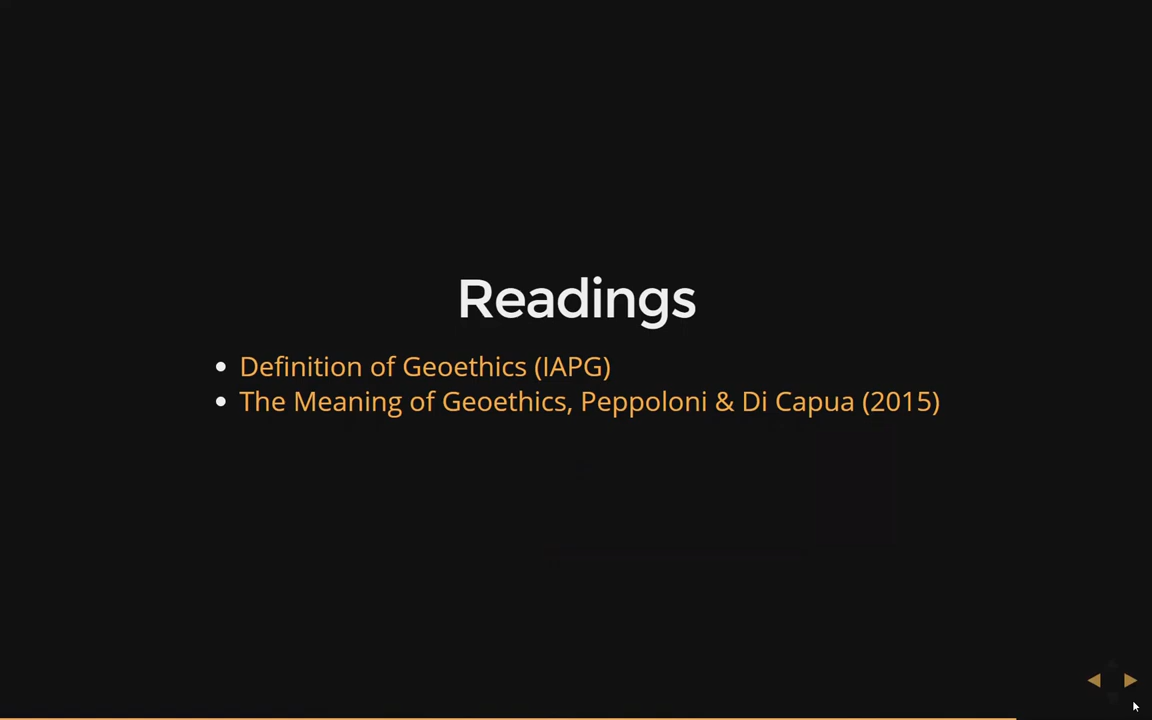 Readings
Definition of Geoethics (IAPG)
The Meaning of Geoethics, Peppoloni & Di Capua (2015)